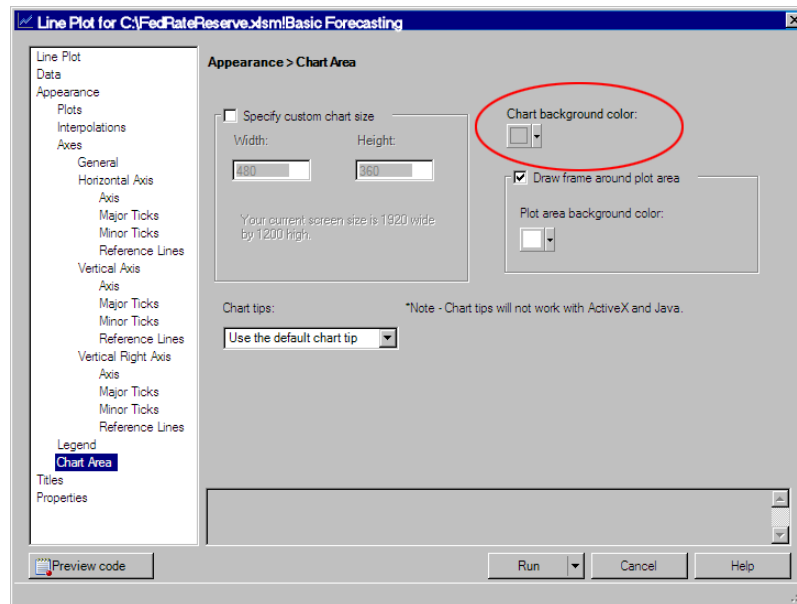 Line Plot for C:\FedRateReserve.xlsm!Basic Forecasting
Line Plot
Data
Appearance
Plots
Interpolations
Axes
General
Horizontal Axis
Axis
Major Ticks
Minor Ticks
Reference Lines
Vertical Axis
Axis
Major Ticks
Minor Ticks
Reference Lines
Vertical Right Axis
Axis
Major Ticks
Minor Ticks
Reference Lines
Legend
Chart Area
Titles
Properties
Appearance > Chart Area
Specify custom chart size
Width: Height:
480 360
Your current screen size is 1920 wide
by 1200 high.
Chart background color:
Draw frame around plot area
Plot area background color:
Chart tips:
*Note - Chart tips will not work with ActiveX and Java.
Use the default chart tip
Preview code
Run
Cancel
Help